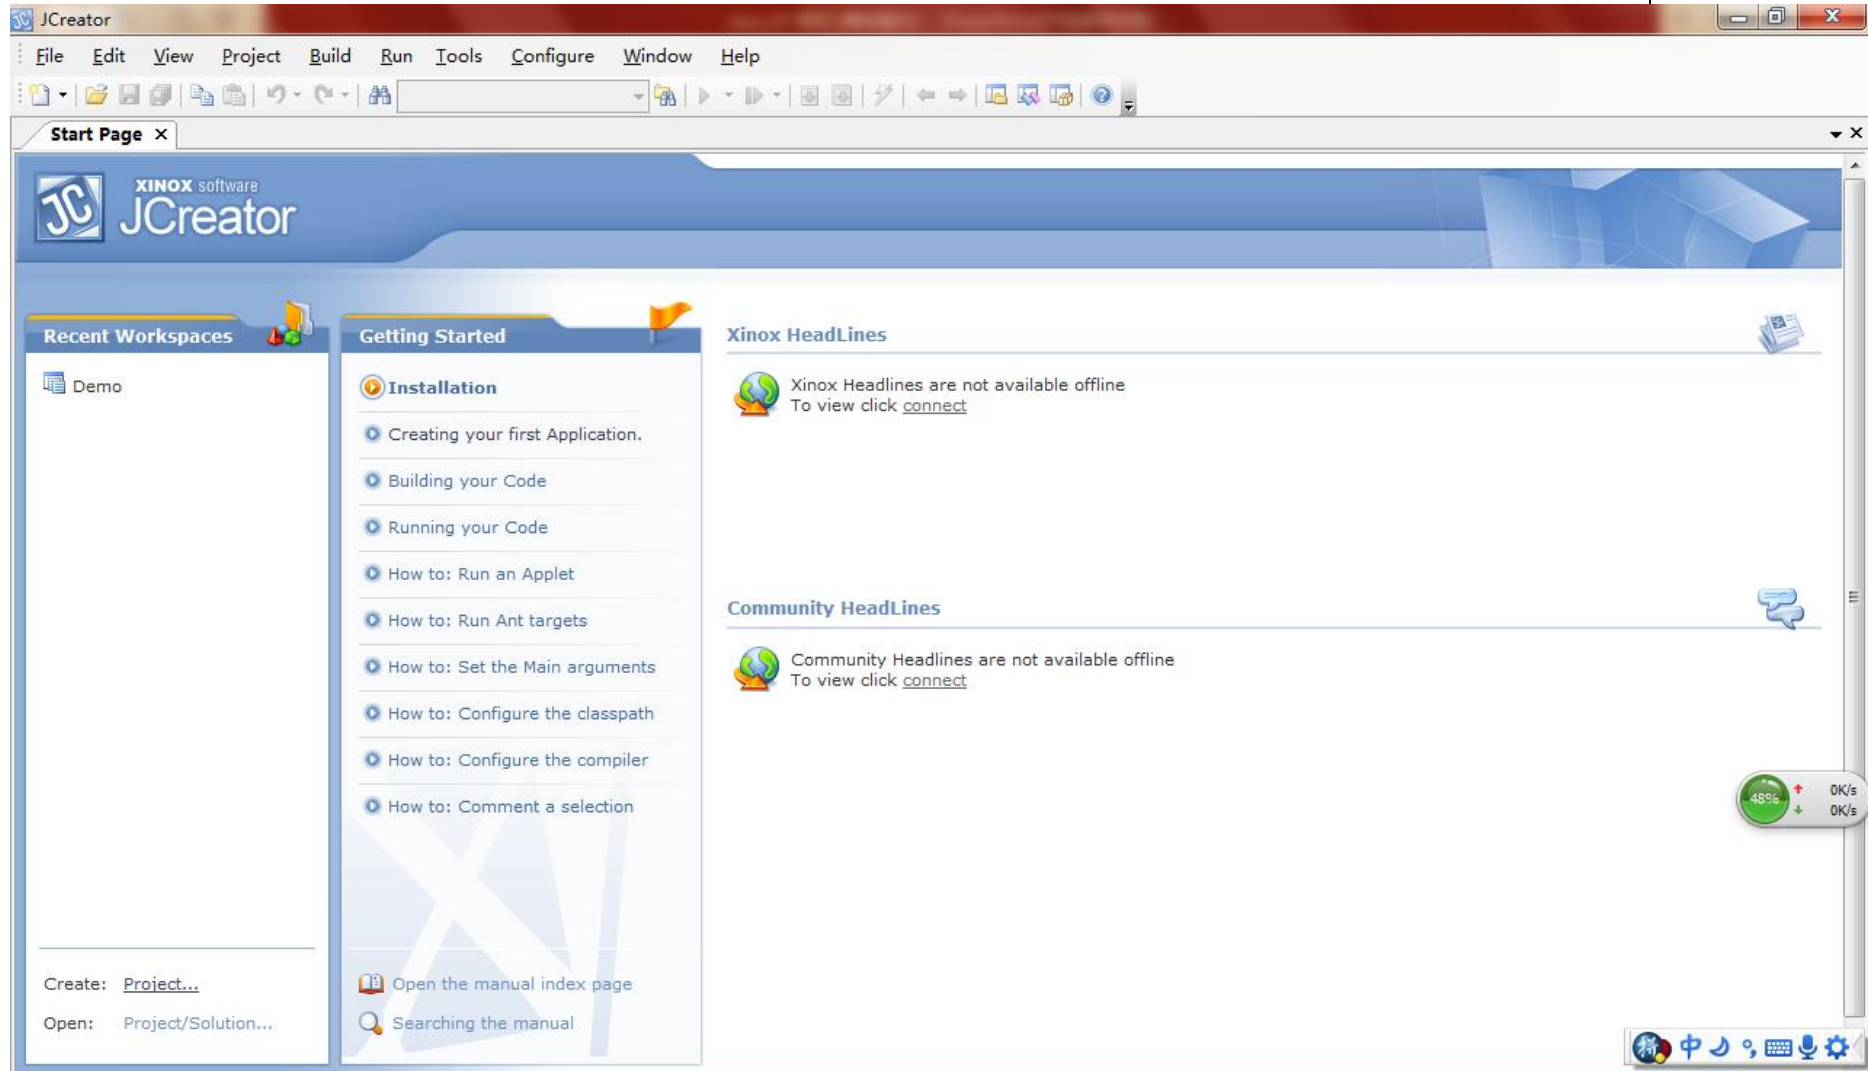 JCreator
File Edit View Project Build Run Tools Configure Window Help
Start Page
JC
XINOX software
JCreator
Recent Workspaces
Demo
Create: Project...
Open: Project/Solution...
Getting Started
Installation
Creating your first Application.
Building your Code
Running your Code
How to: Run an Applet
How to: Run Ant targets
How to: Set the Main arguments
How to: Configure the classpath
How to: Configure the compiler
How to: Comment a selection
Open the manual index page
Searching the manual
Xinox HeadLines
Xinox Headlines are not available offline
To view click connect
Community HeadLines
Community Headlines are not available offline
To view click connect
48%
0K/s
0K/s
拼 中